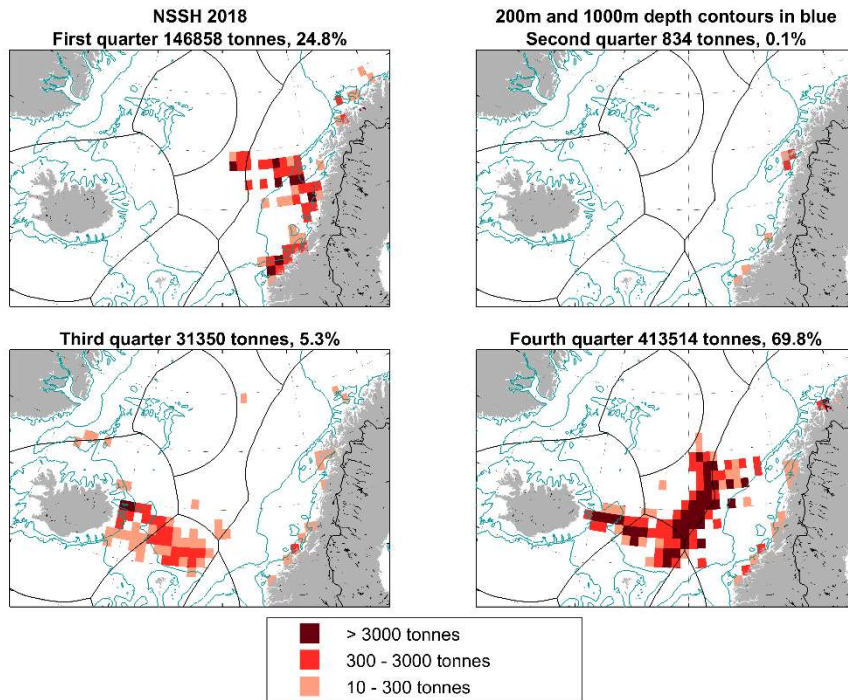 NSSH 2018
First quarter 146858 tonnes, 24.8%
200m and 1000m depth contours in blue
Second quarter 834 tonnes, 0.1%
Third quarter 31350 tonnes, 5.3%
Fourth quarter 413514 tonnes, 69.8%
> 3000 tonnes
300 - 3000 tonnes
10 - 300 tonnes